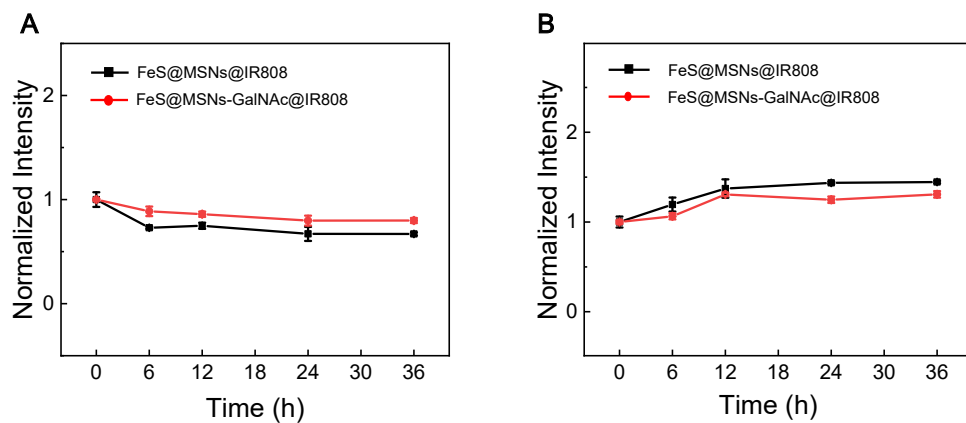 A
FeS@MSNs@IR808
FeS@MSNs-GalNAc@IR808
Normalized Intensity
2
1
0
0 6 12 18 24 30 36
Time (h)
B
FeS@MSNs@IR808
FeS@MSNs-GalNAc@IR808
Normalized Intensity
2
1
0
0 6 12 18 24 30 36
Time (h)